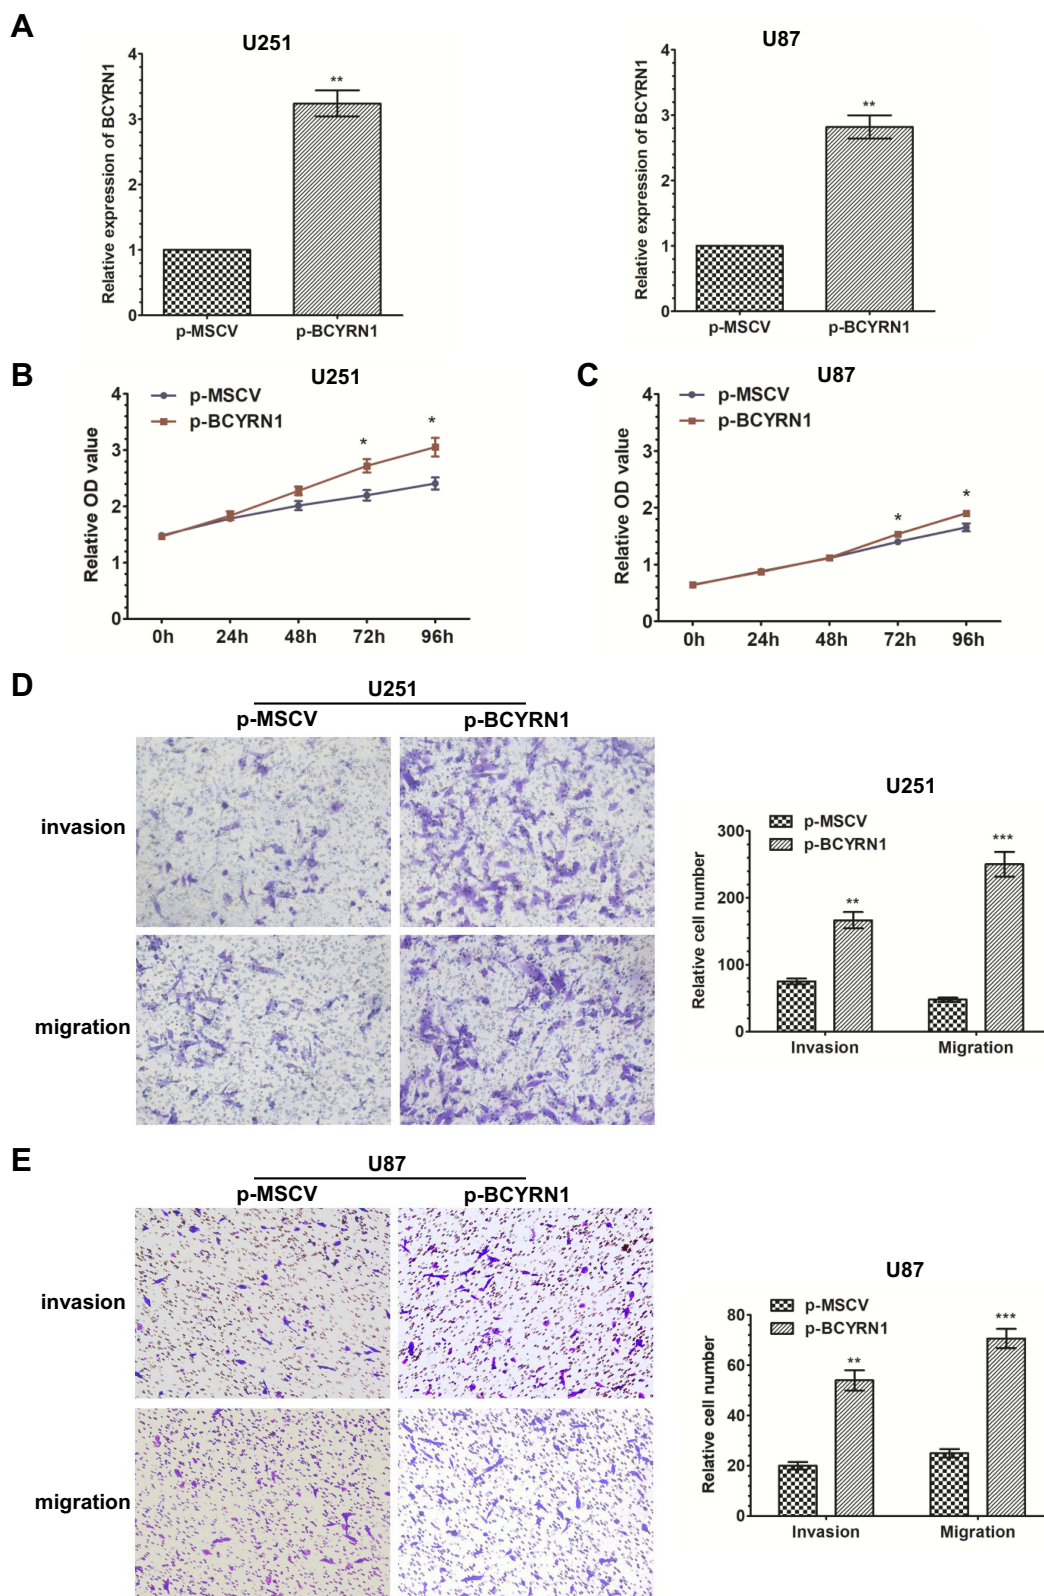 A
U251
Relative expression of BCYRN1
4
3
2
1
0
**
p-MSCV
p-BCYRN1
U87
Relative expression of BCYRN1
4
3
2
1
0
**
p-MSCV
p-BCYRN1
B
U251
Relative OD value
4
3
2
1
0
p-MSCV
p-BCYRN1
*
*
0h 24h 48h 72h 96h
C
U87
Relative OD value
4
3
2
1
0
p-MSCV
p-BCYRN1
*
*
0h 24h 48h 72h 96h
D
U251
p-MSCV p-BCYRN1
invasion
migration
U251
Relative cell number
300
200
100
0
p-MSCV
p-BCYRN1
**
***
Invasion Migration
E
U87
p-MSCV p-BCYRN1
invasion
migration
U87
Relative cell number
80
60
40
20
0
p-MSCV
p-BCYRN1
**
***
Invasion Migration